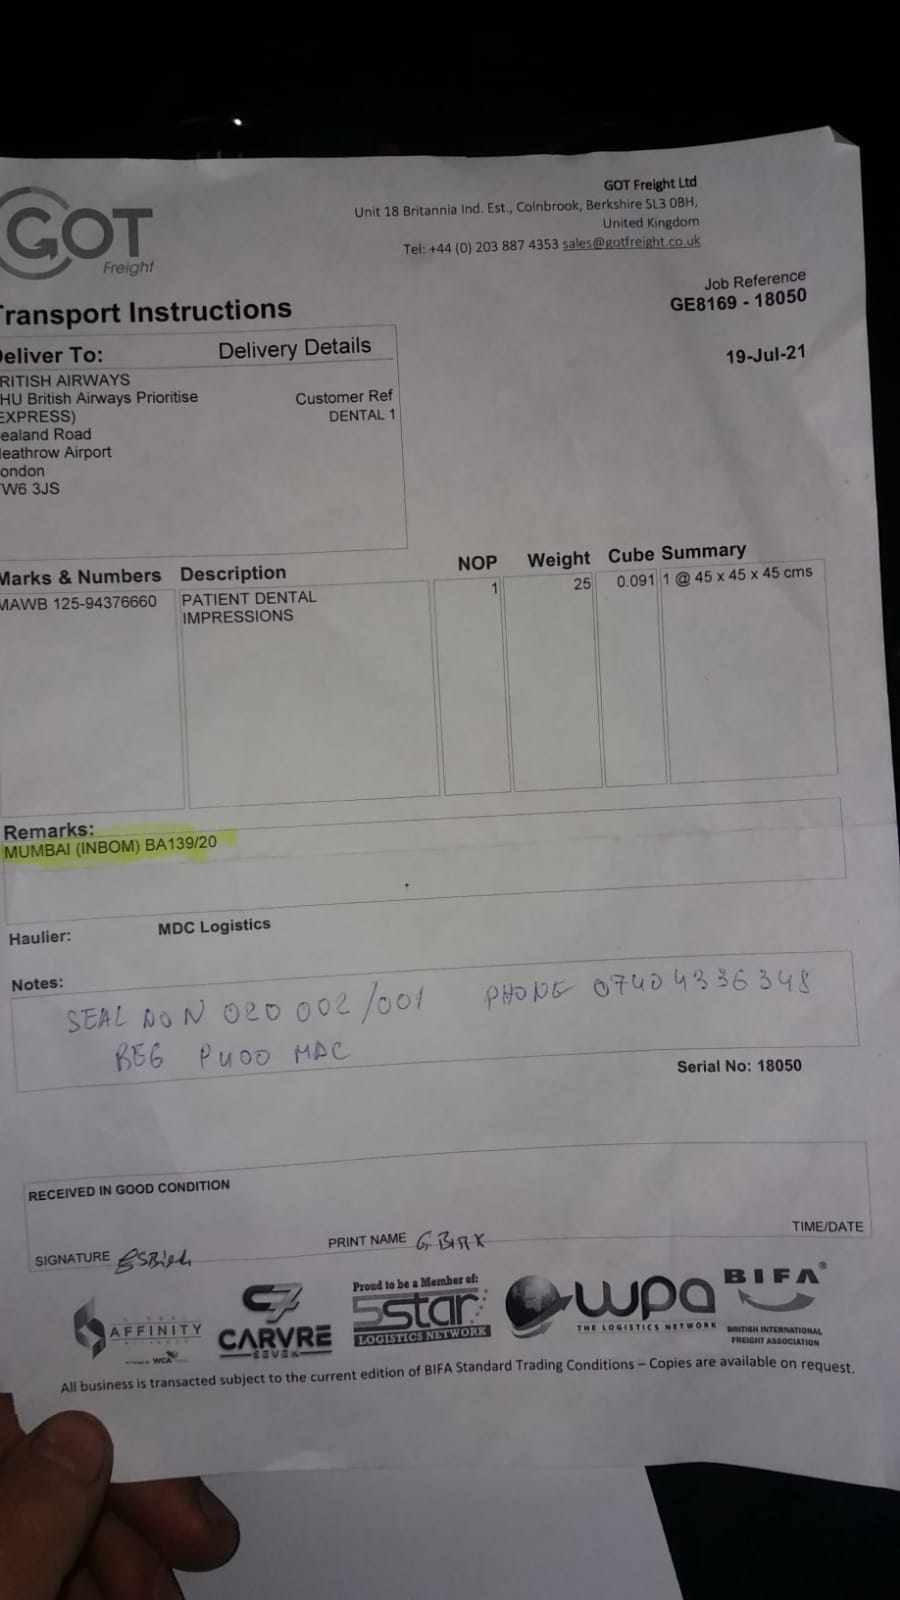 GOT
Freight
GOT Freight Ltd
Unit 18 Britannia Ind. Est., Colnbrook, Berkshire SL3 0BH,
United Kingdom
Tel: +44 (0) 203 887 4353 sales@gotfreight.co.uk
Job Reference
GE8169 - 18050
19-Jul-21
Transport Instructions
Deliver To: Delivery Details
RITISH AIRWAYS
HU British Airways Prioritise
EXPRESS)
ealand Road
eathrow Airport
ondon
W6 3JS
Customer Ref
DENTAL 1
Marks & Numbers Description NOP Weight Cube Summary
MAWB 125-94376660 PATIENT DENTAL IMPRESSIONS 1 25 0.091 1 @ 45 x 45 x 45 cms
Remarks:
MUMBAI (INBOM) BA139/20
Haulier: MDC Logistics
Notes:
SEAL DON 020 002/001 PHONE 07404336348
BEG P400 MAC
Serial No: 18050
RECEIVED IN GOOD CONDITION
SIGNATURE PRINT NAME TIME/DATE
AFFINITY
WCA
CARVRE
SEVEN
Proud to be a Member of:
5star
LOGISTICS NETWORK
wpa
THE LOGISTICS NETWORK
BIFA®
BRITISH INTERNATIONAL
FREIGHT ASSOCIATION
All business is transacted subject to the current edition of BIFA Standard Trading Conditions – Copies are available on request.